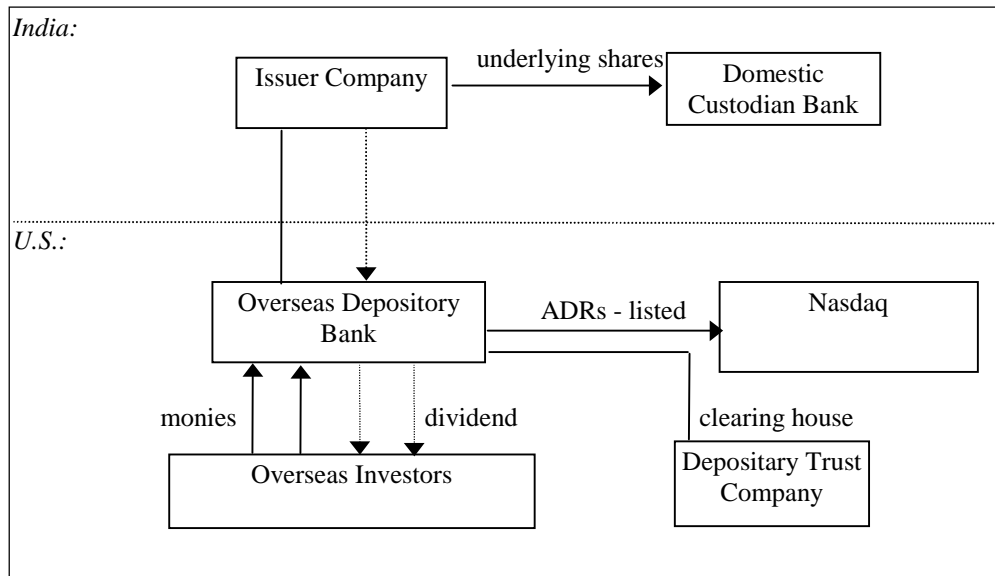 India:
underlying shares
Issuer Company
Domestic
Custodian Bank
U.S.:
Overseas Depository
Bank
ADRs - listed
Nasdaq
monies
dividend
clearing house
Overseas Investors
Depositary Trust
Company